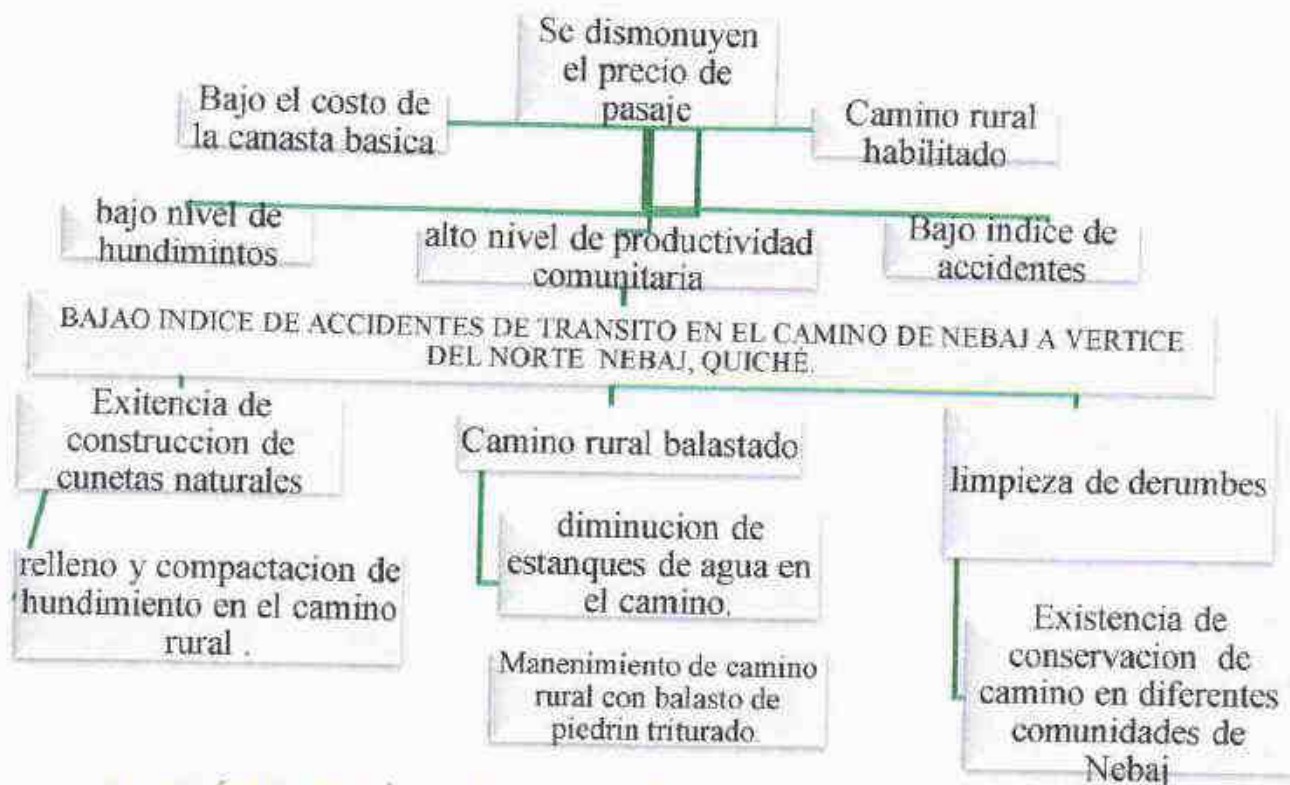 Se dismonuyen
el precio de
pasaje
Bajo el costo de
la canasta basica
Camino rural
habilitado
bajo nivel de
hundimintos
alto nivel de productividad
comunitaria
Bajo indice de
accidentes
BAJAO INDICE DE ACCIDENTES DE TRANSITO EN EL CAMINO DE NEBAJ A VERTICE
DEL NORTE NEBAJ, QUICHÉ.
Exitencia de
construccion de
cunetas naturales
Camino rural balastado
limpieza de derumbes
relleno y compactacion de
hundimiento en el camino
rural .
diminucion de
estanques de agua en
el camino.
Manenimiento de camino
rural con balasto de
piedrin triturado.
Existencia de
conservacion de
camino en diferentes
comunidades de
Nebaj